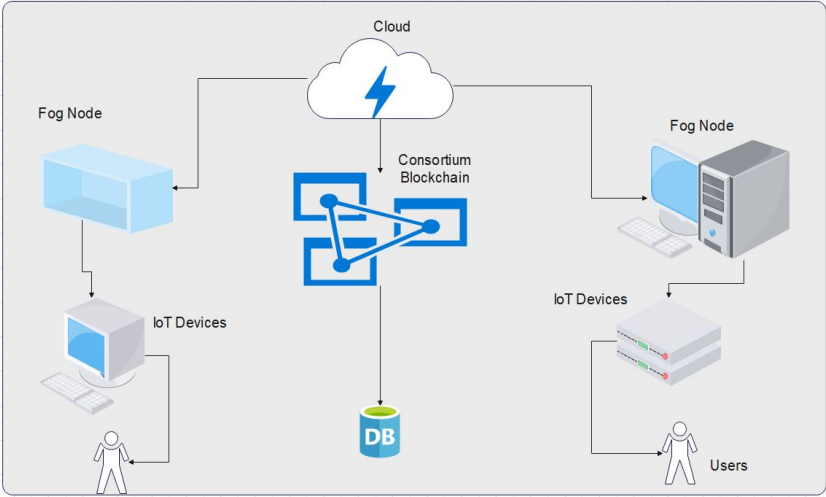 Cloud
Fog Node
Fog Node
Consortium
Blockchain
IoT Devices
IoT Devices
DB
Users